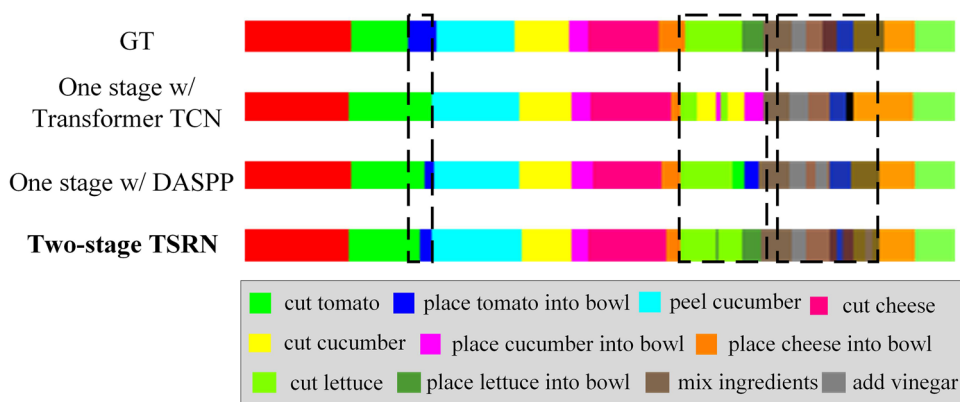 GT
One stage w/
Transformer TCN
One stage w/ DASPP
Two-stage TSRN
cut tomato place tomato into bowl peel cucumber cut cheese
cut cucumber place cucumber into bowl place cheese into bowl
cut lettuce place lettuce into bowl mix ingredients add vinegar